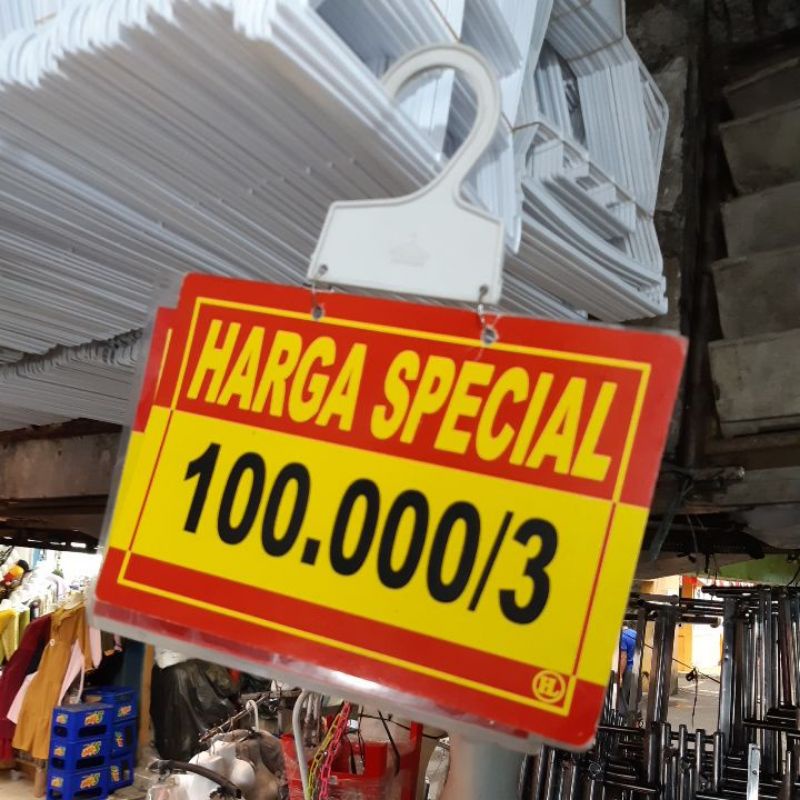 HARGA SPECIAL
100.000/3
H